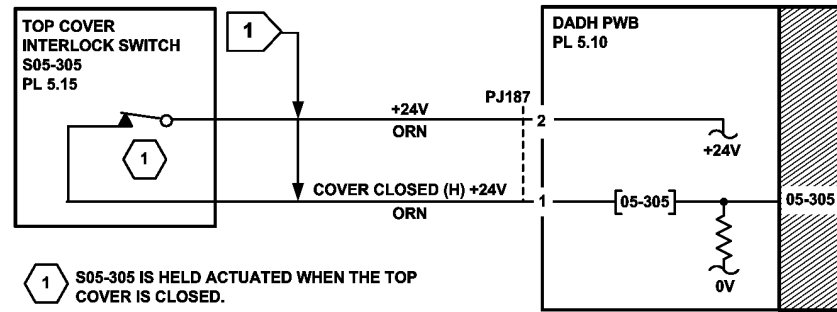 TOP COVER
INTERLOCK SWITCH
S05-305
PL 5.15
1
1
+24V
ORN
COVER CLOSED (H) +24V
ORN
PJ187
DADH PWB
PL 5.10
2
+24V
1
[05-305]
05-305
0V
1
S05-305 IS HELD ACTUATED WHEN THE TOP
COVER IS CLOSED.